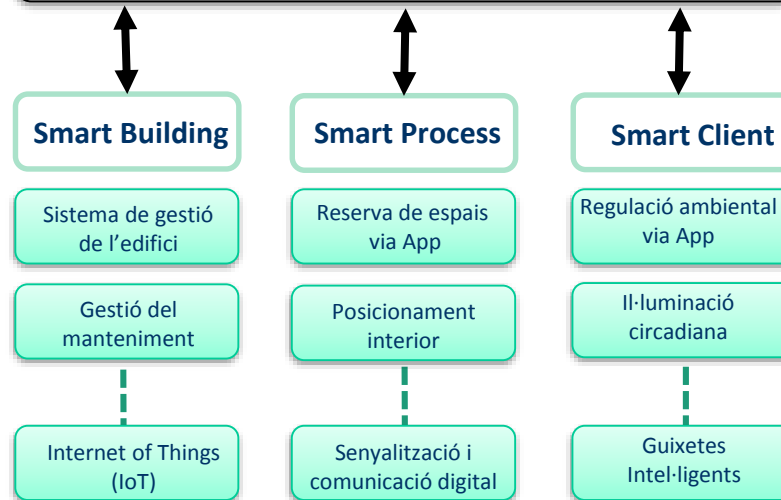 Smart Building
Smart Process
Smart Client
Sistema de gestió
de l'edifici
Reserva de espais
via App
Regulació ambiental
via App
Gestió del
manteniment
Posicionament
interior
Il·luminació
circadiana
Internet of Things
(IoT)
Senyalització i
comunicació digital
Guixetes
Intel·ligents